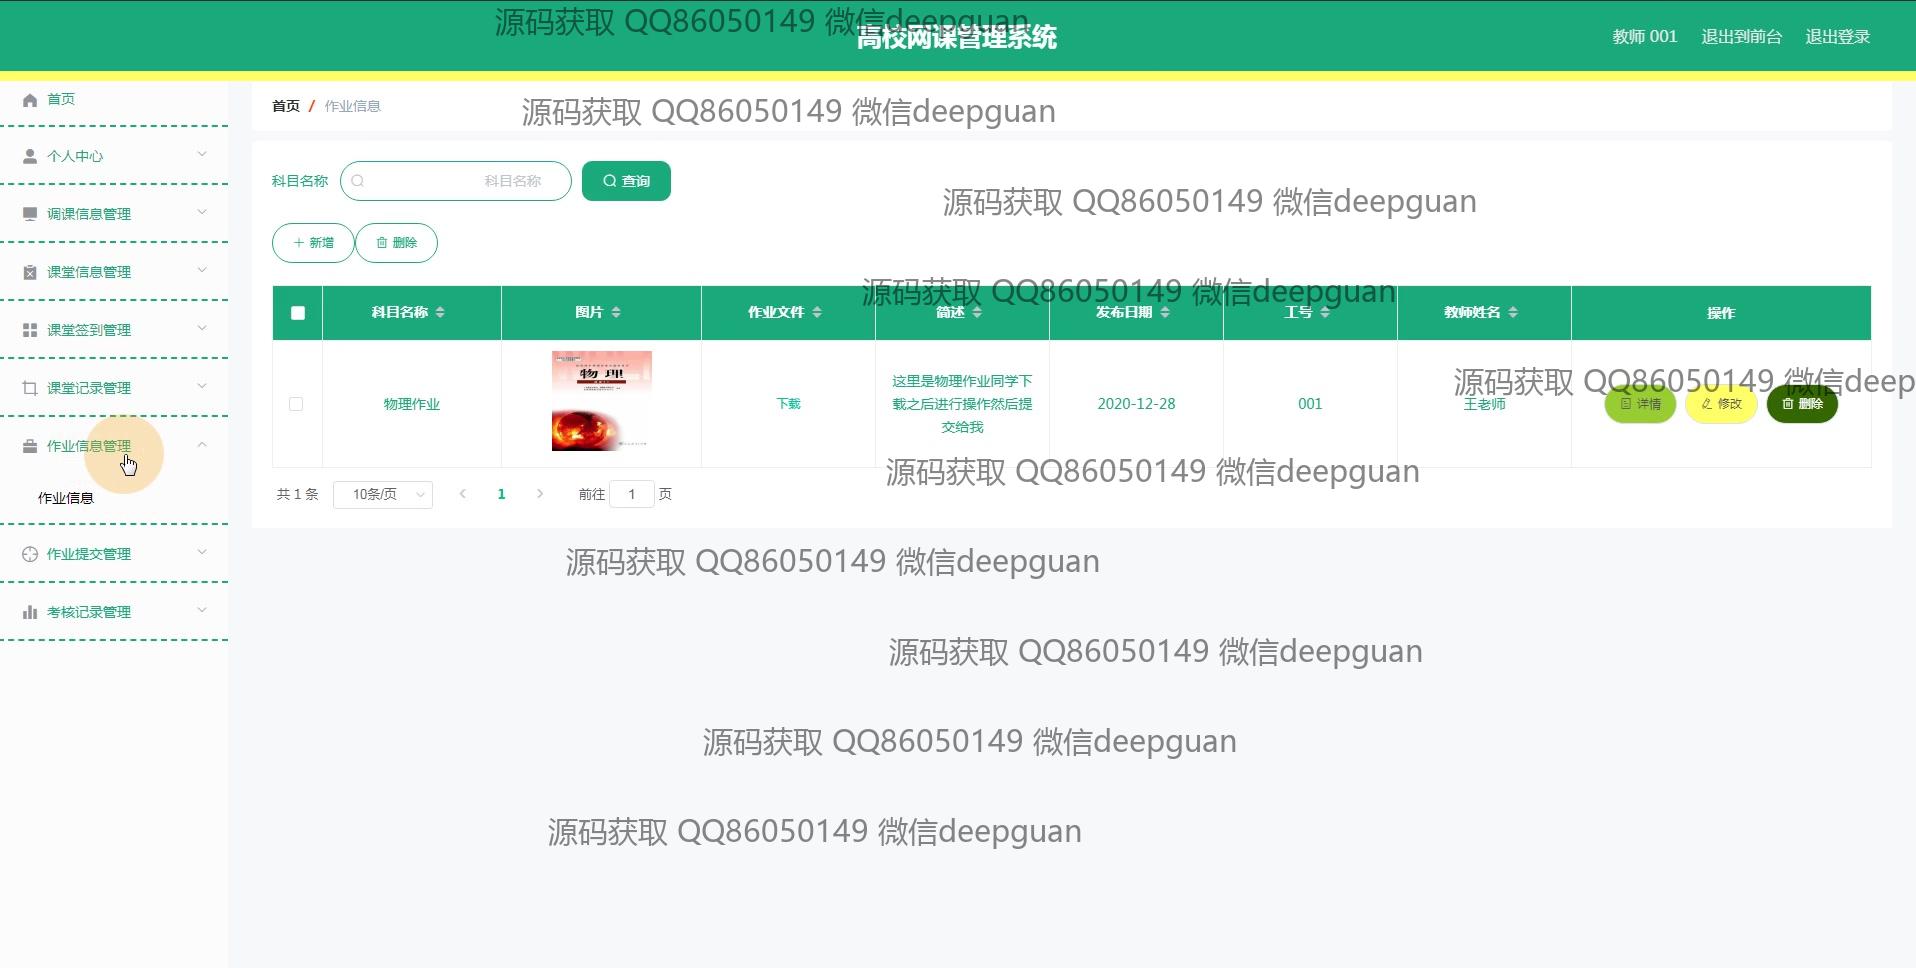 源码获取 QQ86050149 微信deepguan
高校网课管理系统
教师 001 退出到前台 退出登录
首页
个人中心
调课信息管理
课堂信息管理
课堂签到管理
课堂记录管理
作业信息管理
作业信息
作业提交管理
考核记录管理
首页 / 作业信息
源码获取 QQ86050149 微信deepguan
科目名称 科目名称 查询
源码获取 QQ86050149 微信deepguan
新增 删除
源码获取 QQ86050149 微信deepguan
科目名称 图片 作业文件 简述 发布日期 工号 教师姓名 操作
物理
源码获取 QQ86050149 微信deep
物理作业 下载 这里是物理作业同学下
载之后进行操作然后提
交给我
2020-12-28 001 王老师 详情 修改 删除
源码获取 QQ86050149 微信deepguan
共 1 条 10条/页 1 前往 1 页
源码获取 QQ86050149 微信deepguan
源码获取 QQ86050149 微信deepguan
源码获取 QQ86050149 微信deepguan
源码获取 QQ86050149 微信deepguan